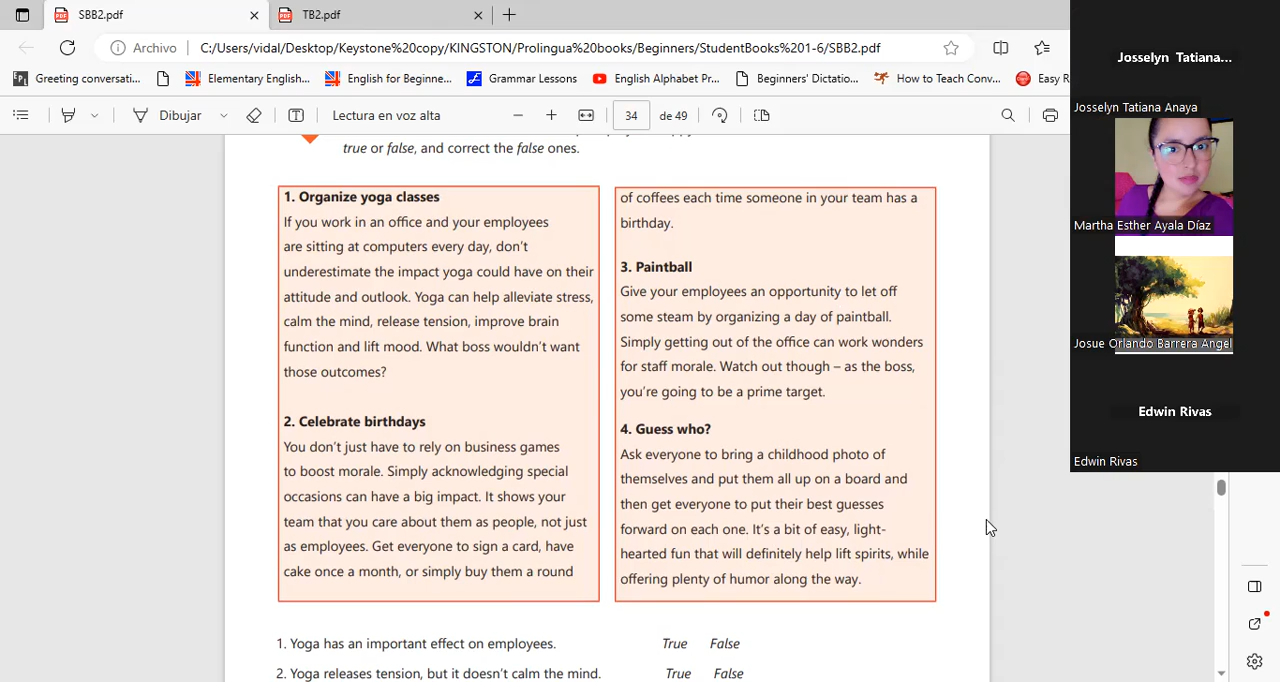 SBB2.pdf
TB2.pdf
Archivo
C:/Users/vidal/Desktop/Keystone%20copy/KINGSTON/Prolingua%20books/Beginners/StudentBooks%201-6/SBB2.pdf
Greeting conversati...
Elementary English...
English for Beginne...
Grammar Lessons
English Alphabet Pr...
Beginners' Dictatio...
How to Teach Conv...
Easy R
Dibujar
Lectura en voz alta
34
de 49
true or false, and correct the false ones.
1. Organize yoga classes
If you work in an office and your employees
are sitting at computers every day, don't
underestimate the impact yoga could have on their
attitude and outlook. Yoga can help alleviate stress,
calm the mind, release tension, improve brain
function and lift mood. What boss wouldn't want
those outcomes?
2. Celebrate birthdays
You don't just have to rely on business games
to boost morale. Simply acknowledging special
occasions can have a big impact. It shows your
team that you care about them as people, not just
as employees. Get everyone to sign a card, have
cake once a month, or simply buy them a round
of coffees each time someone in your team has a
birthday.
3. Paintball
Give your employees an opportunity to let off
some steam by organizing a day of paintball.
Simply getting out of the office can work wonders
for staff morale. Watch out though – as the boss,
you're going to be a prime target.
4. Guess who?
Ask everyone to bring a childhood photo of
themselves and put them all up on a board and
then get everyone to put their best guesses
forward on each one. It's a bit of easy, light-
hearted fun that will definitely help lift spirits, while
offering plenty of humor along the way.
1. Yoga has an important effect on employees. True False
2. Yoga releases tension, but it doesn't calm the mind. True False
Josselyn Tatiana...
Josselyn Tatiana Anaya
Martha Esther Ayala Díaz
Josue Orlando Barrera Angel
Edwin Rivas
Edwin Rivas